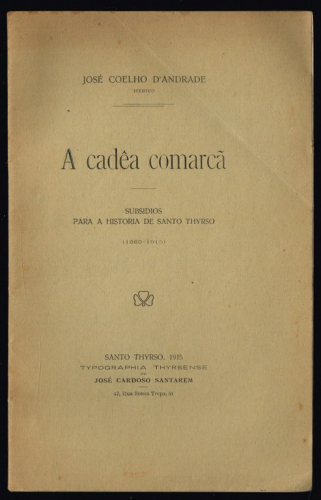 JOSÉ COELHO D'ANDRADE
MEDICO
A cadêa comarcã
SUBSIDIOS
PARA A HISTORIA DE SANTO THYRSO
SANTO THYRSO, 1915
TYPOGRAPHIA THYRSENSE
DE
JOSÉ CARDOSO SANTAREM